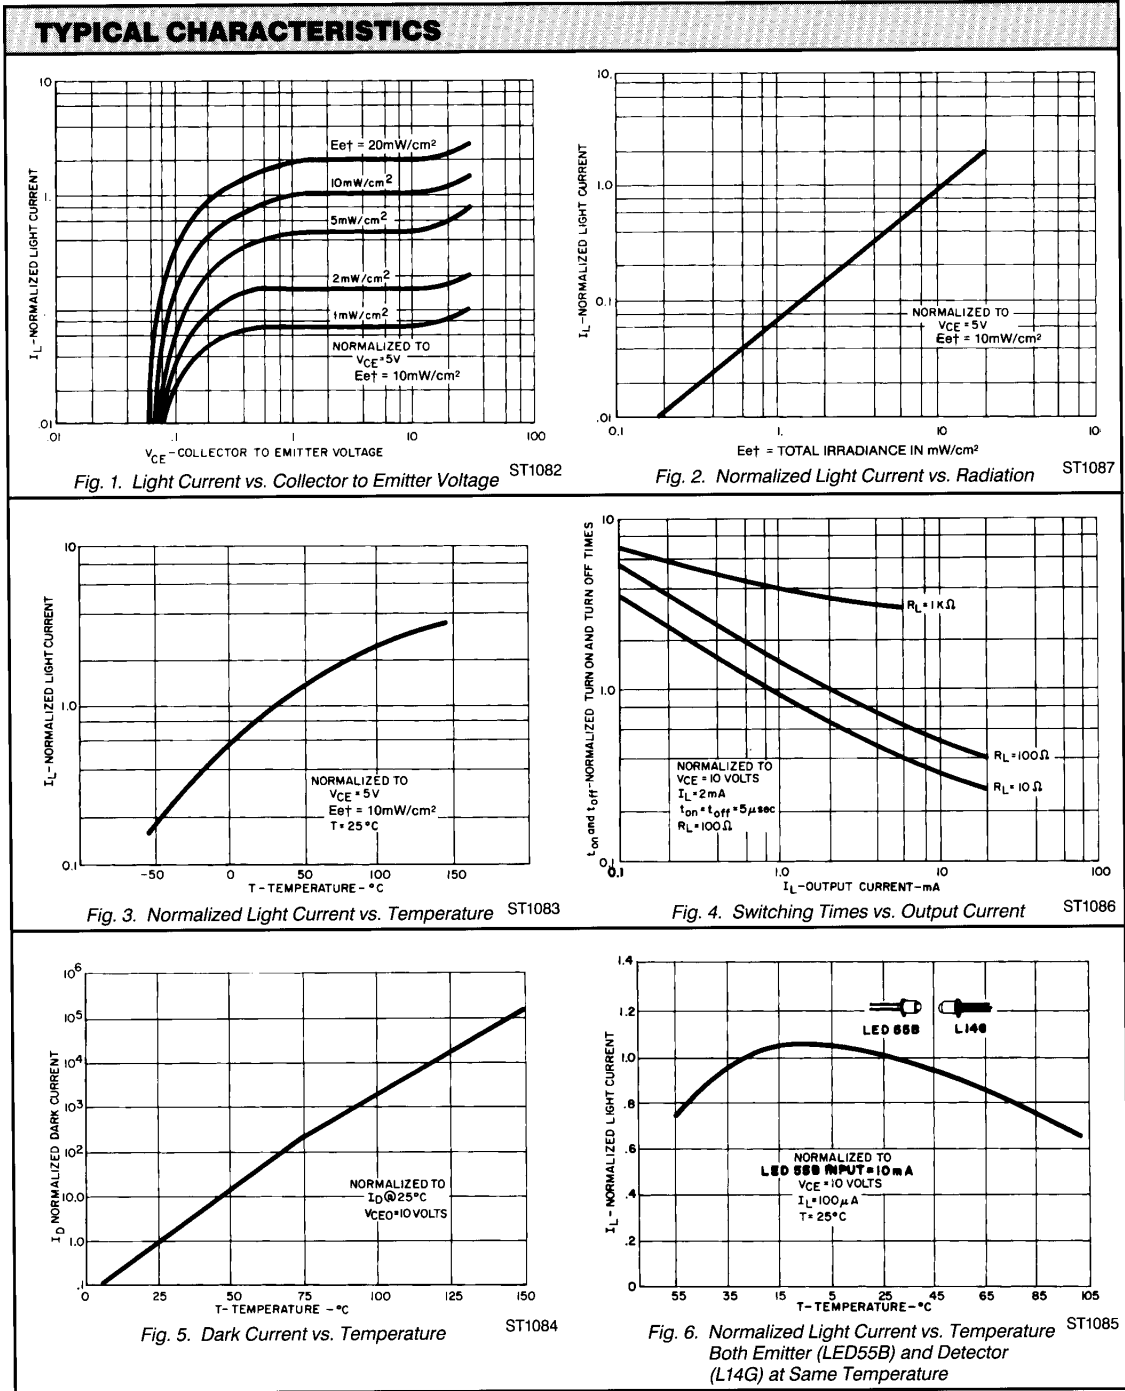 TYPICAL CHARACTERISTICS
I_L-NORMALIZED LIGHT CURRENT
10
1.
.
.01
Eet = 20mW/cm²
10mW/cm²
5mW/cm²
2mW/cm²
1mW/cm²
NORMALIZED TO
VCE=5V
Ee† = 10mW/cm²
.01
.1
1
10
100
VCE-COLLECTOR TO EMITTER VOLTAGE
Fig. 1. Light Current vs. Collector to Emitter Voltage
ST1082
IL-NORMALIZED LIGHT CURRENT
10.
1.0
0.1
.01
NORMALIZED TO
VCE=5V
Ee† = 10mW/cm²
0.1
1.
10
10
Ee† = TOTAL IRRADIANCE IN mW/cm²
Fig. 2. Normalized Light Current vs. Radiation
ST1087
IL-NORMALIZED LIGHT CURRENT
10
1.0
0.1
NORMALIZED TO
VCE=5V
Ee† = 10mW/cm²
T=25°C
-50
0
50
100
150
T-TEMPERATURE-°C
Fig. 3. Normalized Light Current vs. Temperature
ST1083
ton and toff-NORMALIZED TURN ON AND TURN OFF TIMES
10
1.0
0.1
RL=1KΩ
RL=100Ω
RL=10Ω
NORMALIZED TO
VCE=10 VOLTS
IL=2mA
ton=toff=5μsec
RL=100Ω
0.1
1.0
10
100
IL-OUTPUT CURRENT-mA
Fig. 4. Switching Times vs. Output Current
ST1086
ID NORMALIZED DARK CURRENT
10⁶
10⁵
10⁴
10³
10²
10.0
1.0
.1
NORMALIZED TO
ID@25°C
VCEO=10VOLTS
0
25
50
75
100
125
150
T-TEMPERATURE-°C
Fig. 5. Dark Current vs. Temperature
ST1084
IL-NORMALIZED LIGHT CURRENT
1.4
1.2
1.0
.8
.6
.4
.2
0
LED 55B
L14G
NORMALIZED TO
LED 55B INPUT=10mA
VCE=10 VOLTS
IL=100μA
T=25°C
55
35
15
5
25
45
65
85
105
T-TEMPERATURE-°C
Fig. 6. Normalized Light Current vs. Temperature
Both Emitter (LED55B) and Detector
(L14G) at Same Temperature
ST1085